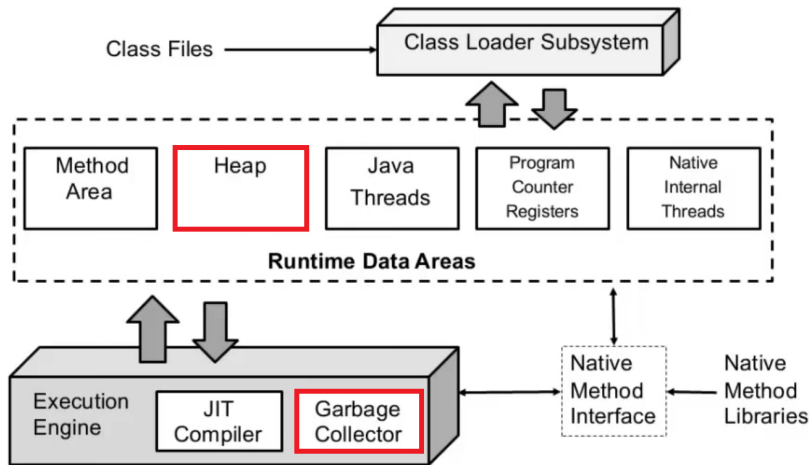 Class Files
Class Loader Subsystem
Method
Area
Heap
Java
Threads
Program
Counter
Registers
Native
Internal
Threads
Runtime Data Areas
Execution
Engine
JIT
Compiler
Garbage
Collector
Native
Method
Interface
Native
Method
Libraries